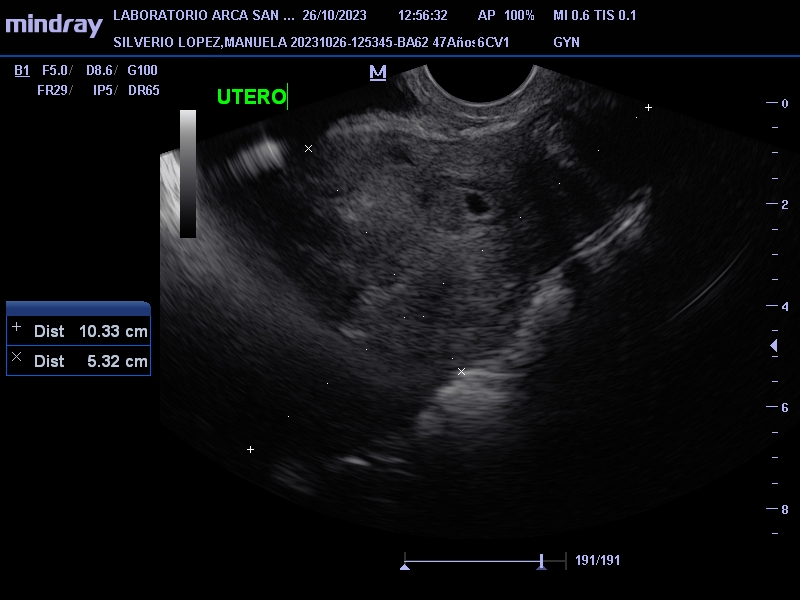 mindray LABORATORIO ARCA SAN ... 26/10/2023 12:56:32 AP 100% MI 0.6 TIS 0.1
SILVERIO LOPEZ,MANUELA 20231026-125345-BA62 47Años 6CV1 GYN
B1 F5.0/ D8.6/ G100
FR29/ IP5/ DR65
M
UTERO
0
2
4
6
8
+ Dist 10.33 cm
× Dist 5.32 cm
191/191